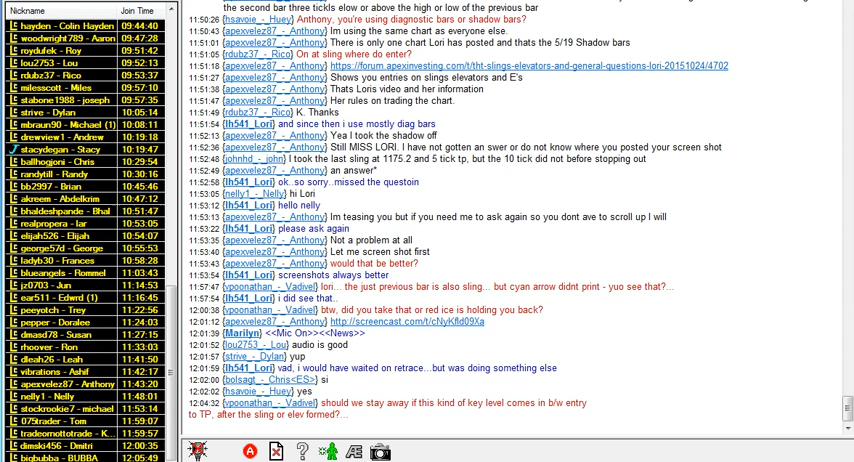 Nickname Join Time
hayden - Colin Hayden 09:44:40
woodwright789 - Aaron 09:47:28
roydufek - Roy 09:51:42
lou2753 - Lou 09:52:13
rdubz37 - Rico 09:53:37
milesscott - Miles 09:57:10
stabone1988 - joseph 09:57:35
strive - Dylan 10:05:14
mbraun90 - Michael (1) 10:08:11
drewview1 - Andrew 10:19:18
stacydegan - Stacy 10:19:47
ballhogjoni - Chris 10:29:54
randytill - Randy 10:30:16
bb2997 - Brian 10:45:46
akreem - Abdelkrim 10:47:12
bhaldeshpande - Bhal 10:51:47
realpropera - Iar 10:53:05
elijah526 - Elijah 10:54:07
george57d - George 10:55:53
ladyb30 - Frances 10:58:28
blueangels - Rommel 11:03:43
jz0703 - Jun 11:14:53
ear511 - Edwrd (1) 11:16:45
peeyotch - Trey 11:22:56
pepper - Doralee 11:24:03
dmasd78 - Susan 11:27:15
rhoover - Ron 11:33:03
dleah26 - Leah 11:41:50
vibrations - Ashif 11:42:17
apexvelez87 - Anthony 11:43:20
nelly1 - Nelly 11:48:01
stockrookie7 - michael 11:53:14
075trader - Tom 11:59:07
tradeornottotrade - K... 11:59:57
dimski456 - Dmitri 12:00:35
bigbubba - BUBBA 12:05:49
the second bar three tickls elow or above the high or low of the previous bar
11:50:26 {hsavoie_-_Huey} Anthony, you're using diagnostic bars or shadow bars?
11:50:43 {apexvelez87_-_Anthony} Im using the same chart as everyone else.
11:51:01 {apexvelez87_-_Anthony} There is only one chart Lori has posted and thats the 5/19 Shadow bars
11:51:05 {rdubz37_-_Rico} On at sling where do enter?
11:51:18 {apexvelez87_-_Anthony} https://forum.apexinvesting.com/t/tht-slings-elevators-and-general-questions-lori-20151024/4702
11:51:27 {apexvelez87_-_Anthony} Shows you entries on slings elevators and E's
11:51:38 {apexvelez87_-_Anthony} Thats Loris video and her information
11:51:47 {apexvelez87_-_Anthony} Her rules on trading the chart.
11:51:49 {rdubz37_-_Rico} K. Thanks
11:51:54 {lh541_Lori} and since then i use mostly diag bars
11:52:13 {apexvelez87_-_Anthony} Yea I took the shadow off
11:52:36 {apexvelez87_-_Anthony} Still MISS LORI. I have not gotten an swer or do not know where you posted your screen shot
11:52:48 {johnhd_-_john} I took the last sling at 1175.2 and 5 tick tp, but the 10 tick did not before stopping out
11:52:49 {apexvelez87_-_Anthony} an answer*
11:52:58 {lh541_Lori} ok..so sorry..missed the questoin
11:53:05 {nelly1_-_Nelly} hi Lori
11:53:12 {lh541_Lori} hello nelly
11:53:13 {apexvelez87_-_Anthony} Im teasing you but if you need me to ask again so you dont ave to scroll up I will
11:53:22 {lh541_Lori} please ask again
11:53:35 {apexvelez87_-_Anthony} Not a problem at all
11:53:40 {apexvelez87_-_Anthony} Let me screen shot first
11:53:43 {apexvelez87_-_Anthony} would that be better?
11:53:54 {lh541_Lori} screenshots always better
11:57:47 {vpoonathan_-_Vadivel} lori... the just previous bar is also sling... but cyan arrow didnt print - yuo see that?...
11:57:54 {lh541_Lori} i did see that..
12:00:38 {vpoonathan_-_Vadivel} btw, did you take that or red ice is holding you back?
12:01:12 {apexvelez87_-_Anthony} http://screencast.com/t/cNyKfld09Xa
12:01:39 {Marilyn} <<Mic On>><<News>>
12:01:52 {lou2753_-_Lou} audio is good
12:01:57 {strive_-_Dylan} yup
12:01:59 {lh541_Lori} vad, i would have waited on retrace...but was doing something else
12:02:00 {bolsagt_-_Chris<ES>} si
12:02:02 {hsavoie_-_Huey} yes
12:04:32 {vpoonathan_-_Vadivel} should we stay away if this kind of key level comes in b/w entry
to TP, after the sling or elev formed?...